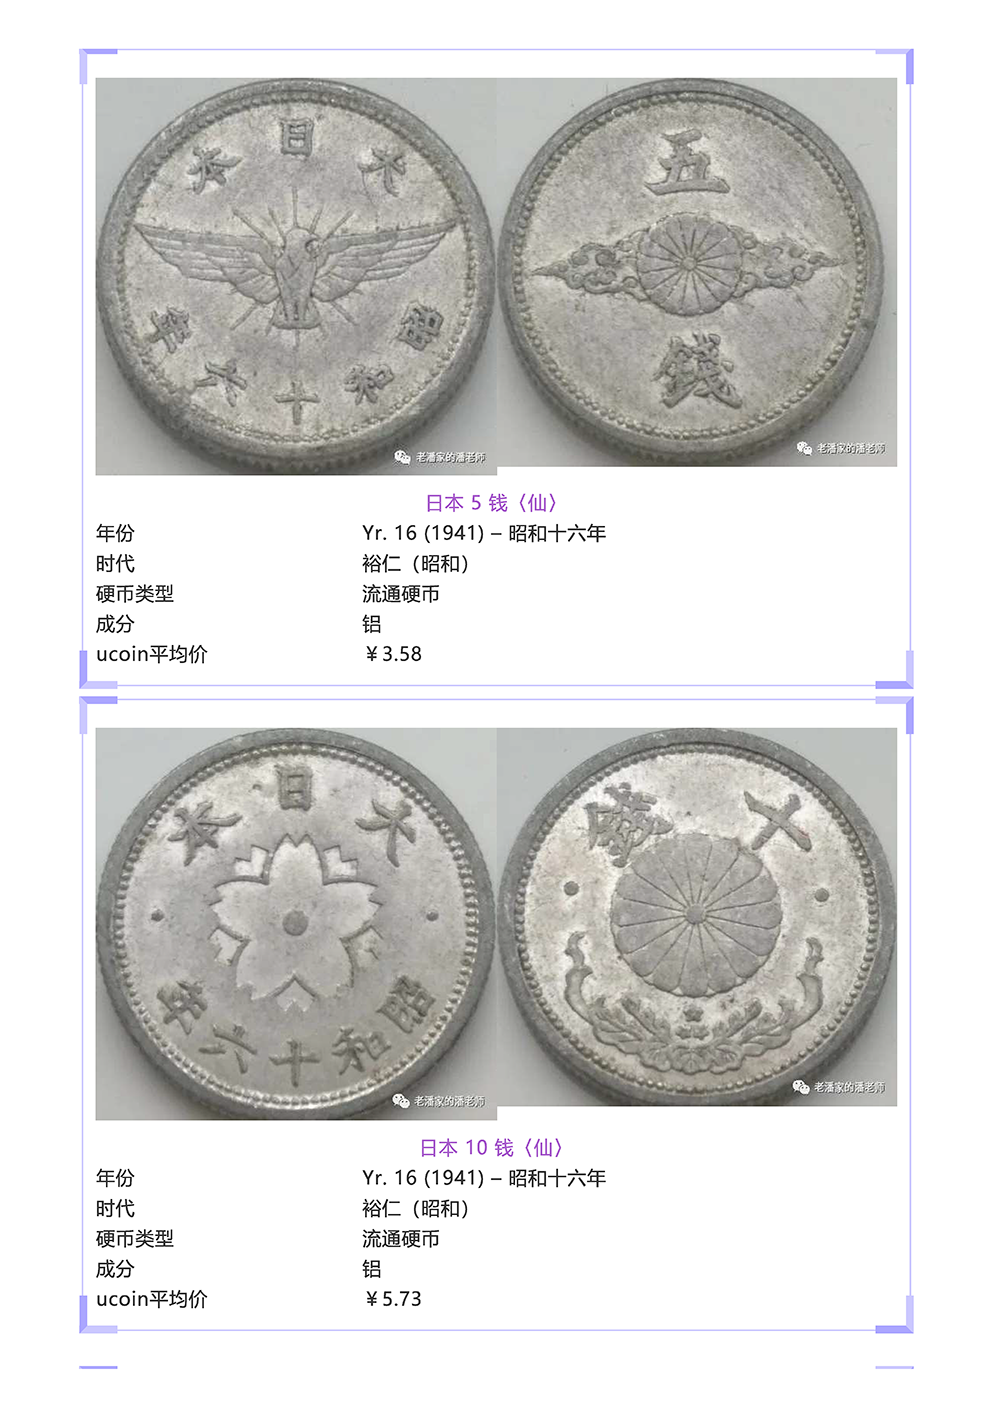 大日本
昭和十六年
五
錢
老潘家的潘老师
老潘家的潘老师
日本 5 钱〈仙〉
年份 Yr. 16 (1941) – 昭和十六年
时代 裕仁（昭和）
硬币类型 流通硬币
成分 铝
ucoin平均价 ￥3.58
大日本
昭和十六年
十錢
老潘家的潘老师
老潘家的潘老师
日本 10 钱〈仙〉
年份 Yr. 16 (1941) – 昭和十六年
时代 裕仁（昭和）
硬币类型 流通硬币
成分 铝
ucoin平均价 ￥5.73